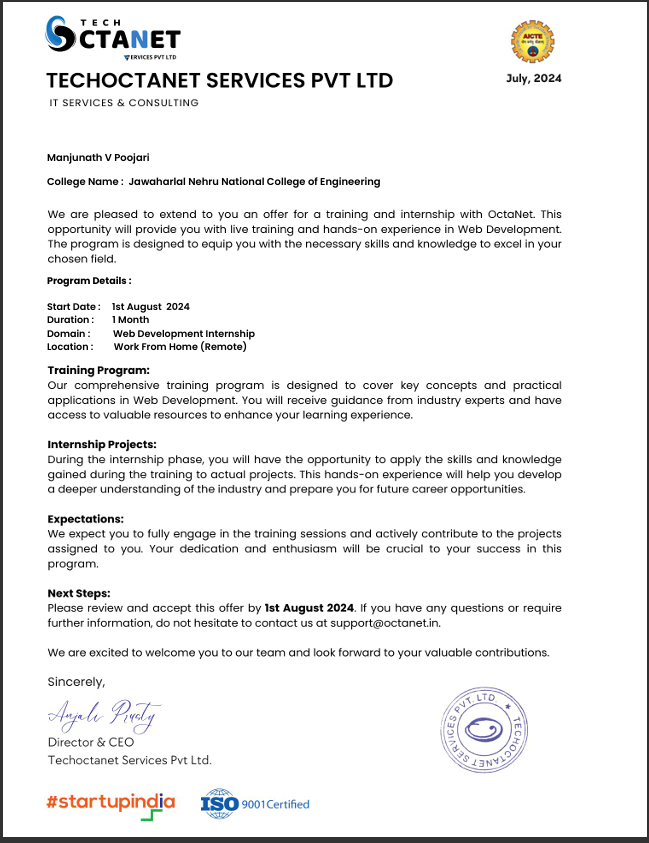 TECH
OCTANET
SERVICES PVT LTD
AICTE
TECHOCTANET SERVICES PVT LTD
July, 2024
IT SERVICES & CONSULTING
Manjunath V Poojari
College Name : Jawaharlal Nehru National College of Engineering
We are pleased to extend to you an offer for a training and internship with OctaNet. This
opportunity will provide you with live training and hands-on experience in Web Development.
The program is designed to equip you with the necessary skills and knowledge to excel in your
chosen field.
Program Details :
Start Date : 1st August 2024
Duration : 1 Month
Domain : Web Development Internship
Location : Work From Home (Remote)
Training Program:
Our comprehensive training program is designed to cover key concepts and practical
applications in Web Development. You will receive guidance from industry experts and have
access to valuable resources to enhance your learning experience.
Internship Projects:
During the internship phase, you will have the opportunity to apply the skills and knowledge
gained during the training to actual projects. This hands-on experience will help you develop
a deeper understanding of the industry and prepare you for future career opportunities.
Expectations:
We expect you to fully engage in the training sessions and actively contribute to the projects
assigned to you. Your dedication and enthusiasm will be crucial to your success in this
program.
Next Steps:
Please review and accept this offer by 1st August 2024. If you have any questions or require
further information, do not hesitate to contact us at support@octanet.in.
We are excited to welcome you to our team and look forward to your valuable contributions.
Sincerely,
Anjali Prusty
Director & CEO
Techoctanet Services Pvt Ltd.
TECHOCTANET SERVICES PVT. LTD.
#startupindia
ISO 9001 Certified